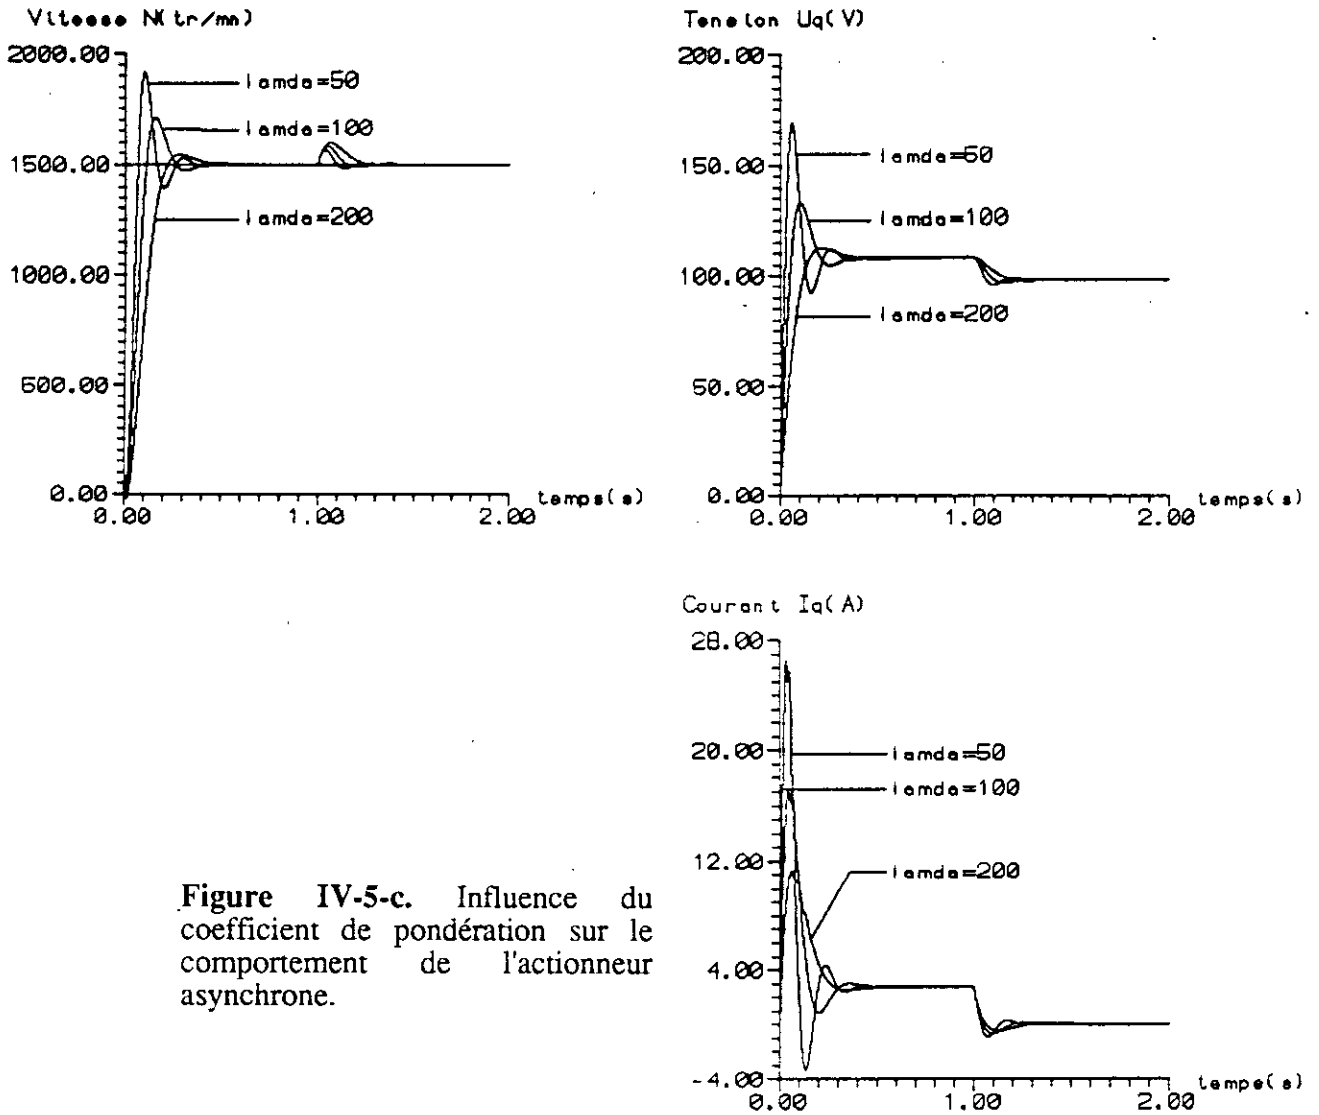 Vitesse N(tr/mn)
2000.00
1500.00
1000.00
500.00
0.00
0.00
1.00
2.00
temps(s)
lamda=50
lamda=100
lamda=200
Tension Uq(V)
200.00
150.00
100.00
50.00
0.00
0.00
1.00
2.00
temps(s)
lamda=50
lamda=100
lamda=200
Courant Iq(A)
28.00
20.00
12.00
4.00
-4.00
0.00
1.00
2.00
temps(s)
lamda=50
lamda=100
lamda=200
Figure IV-5-c. Influence du
coefficient de pondération sur le
comportement de l'actionneur
asynchrone.